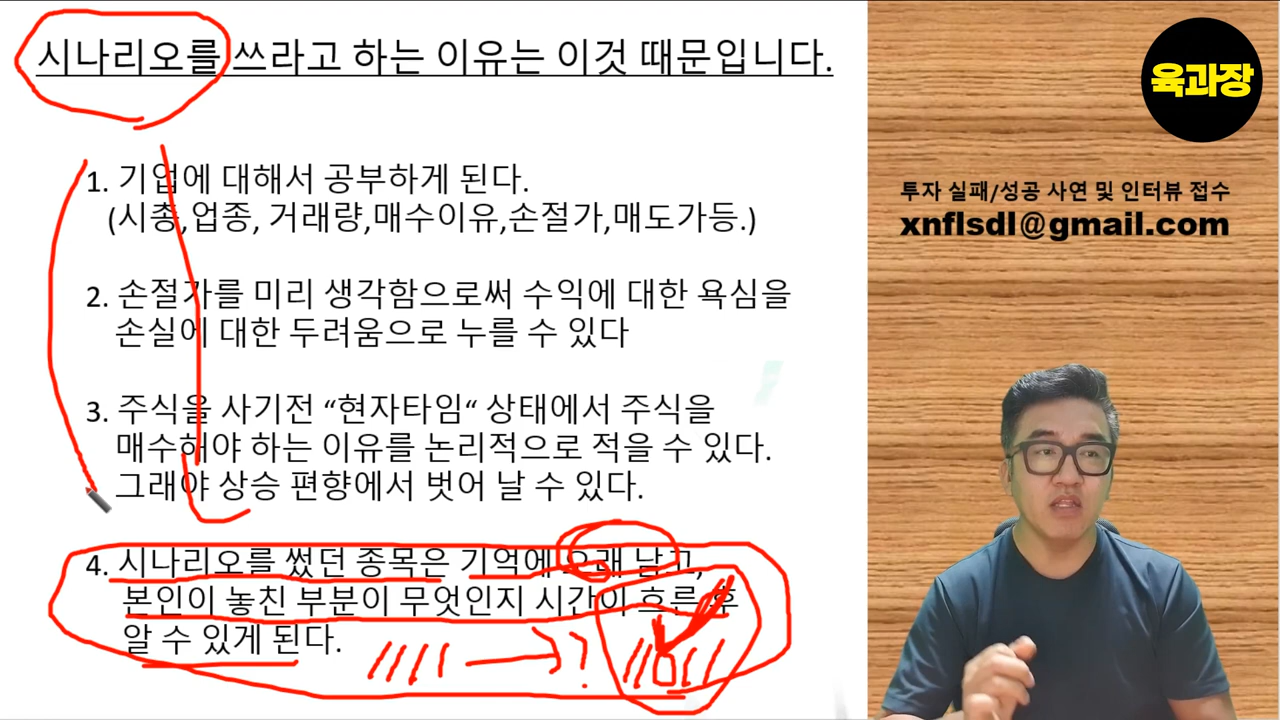 시나리오를 쓰라고 하는 이유는 이것 때문입니다.
1. 기업에 대해서 공부하게 된다.
(시총,업종, 거래량,매수이유,손절가,매도가등.)
2. 손절가를 미리 생각함으로써 수익에 대한 욕심을
손실에 대한 두려움으로 누를 수 있다
3. 주식을 사기전 “현자타임“ 상태에서 주식을
매수해야 하는 이유를 논리적으로 적을 수 있다.
그래야 상승 편향에서 벗어 날 수 있다.
4. 시나리오를 썼던 종목은 기억에 오래 남고,
본인이 놓친 부분이 무엇인지 시간이 흐른 후
알 수 있게 된다.
??
육과장
투자 실패/성공 사연 및 인터뷰 접수
xnflsdl@gmail.com